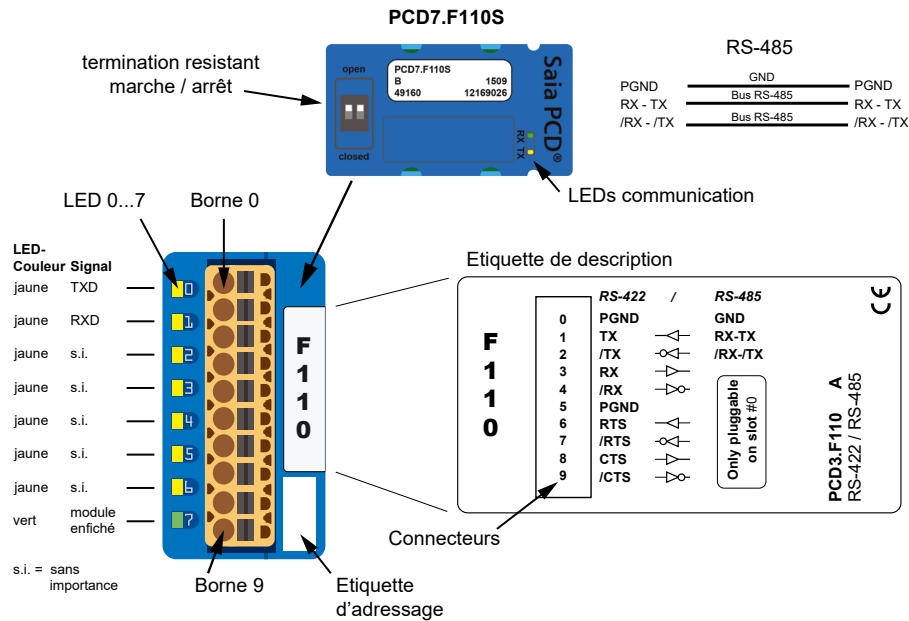 PCD7.F110S
termination resistant
marche / arrêt
open
closed
PCD7.F110S
B 1509
49160 12169026
Saia PCD®
RX TX
LEDs communication
RS-485
PGND GND PGND
RX - TX Bus RS-485 RX - TX
/RX - /TX Bus RS-485 /RX - /TX
LED 0...7
Borne 0
LED-
Couleur Signal
jaune TXD 0
jaune RXD 1
jaune s.i. 2
jaune s.i. 3
jaune s.i. 4
jaune s.i. 5
jaune s.i. 6
vert module enfiché 7
s.i. = sans
importance
F
1
1
0
Borne 9
Etiquette
d'adressage
Etiquette de description
F
1
1
0
RS-422 / RS-485
0 PGND GND
1 TX RX-TX
2 /TX /RX-/TX
3 RX
4 /RX
5 PGND
6 RTS
7 /RTS
8 CTS
9 /CTS
Only pluggable
on slot #0
PCD3.F110 A
RS-422 / RS-485
CE
Connecteurs